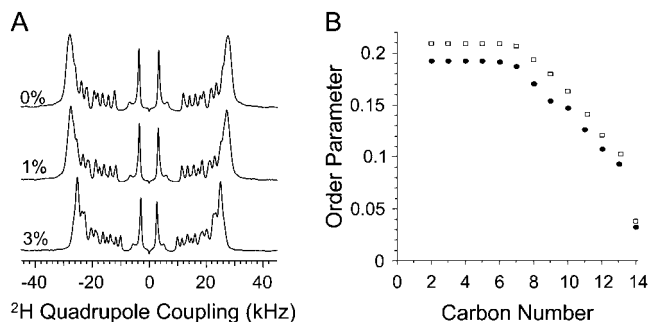 A
0%
1%
3%
-40 -20 0 20 40
²H Quadrupole Coupling (kHz)
B
Order Parameter
0.2
0.15
0.1
0.05
0
0 2 4 6 8 10 12 14
Carbon Number